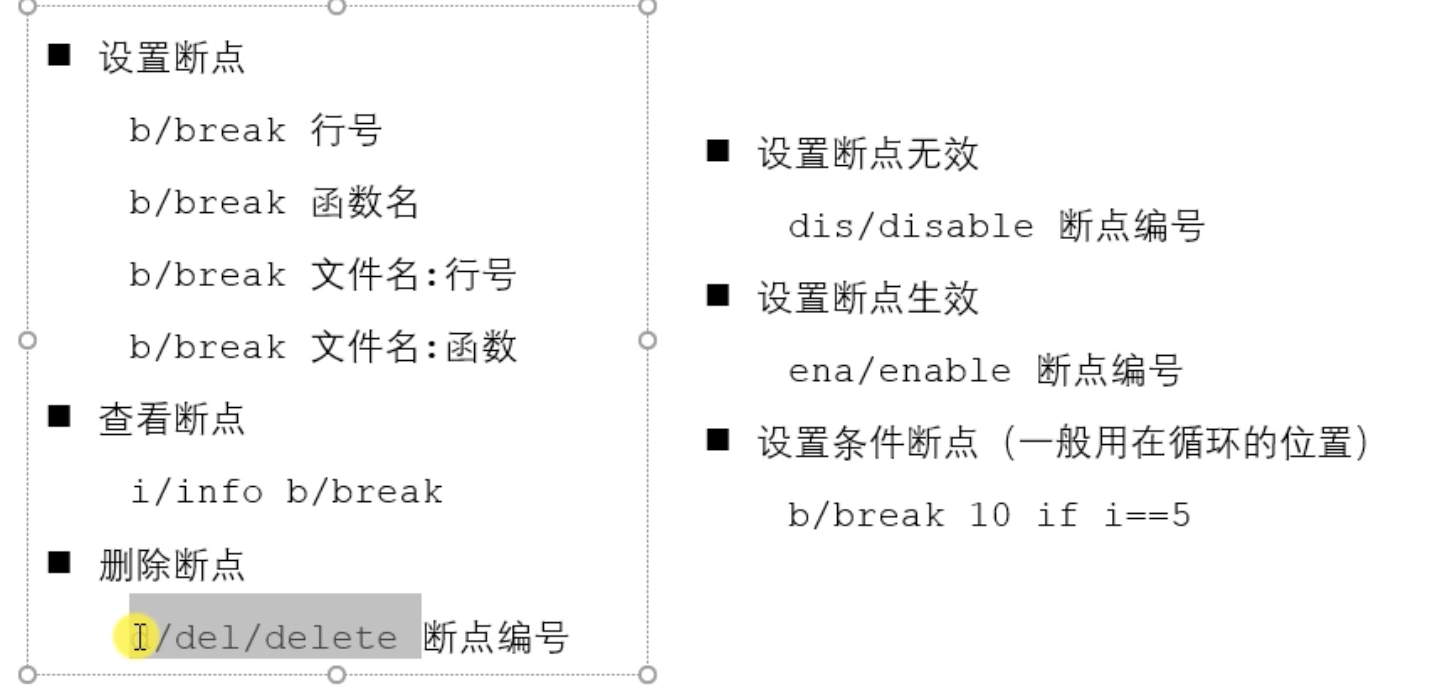 ■ 设置断点
b/break 行号
b/break 函数名
b/break 文件名:行号
b/break 文件名:函数
■ 查看断点
i/info b/break
■ 删除断点
d/del/delete 断点编号
■ 设置断点无效
dis/disable 断点编号
■ 设置断点生效
ena/enable 断点编号
■ 设置条件断点（一般用在循环的位置）
b/break 10 if i==5